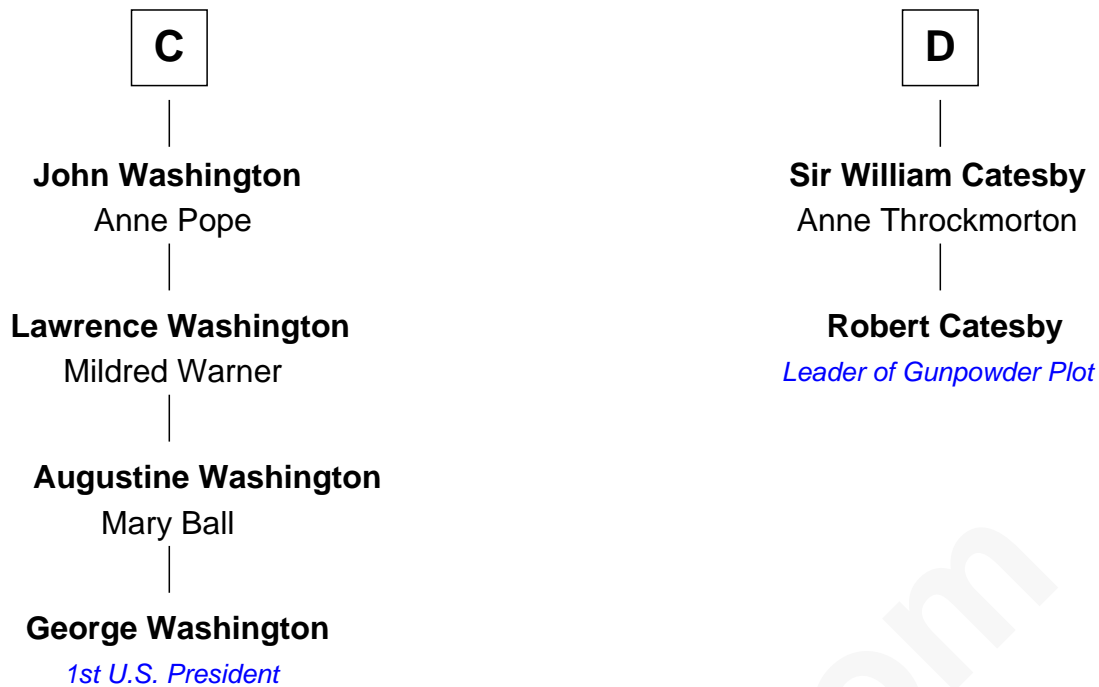 C
John Washington
Anne Pope
Lawrence Washington
Mildred Warner
Augustine Washington
Mary Ball
George Washington
1st U.S. President
D
Sir William Catesby
Anne Throckmorton
Robert Catesby
Leader of Gunpowder Plot
om